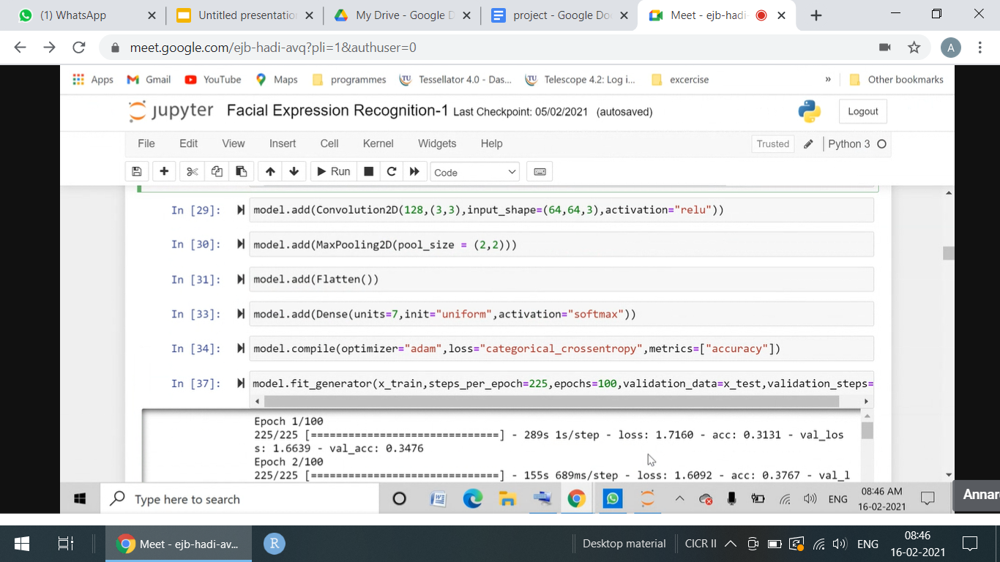 (1) WhatsApp
Untitled presentatio
My Drive - Google D
project - Google Do
Meet - ejb-hadi-
meet.google.com/ejb-hadi-avq?pli=1&authuser=0
A
Apps Gmail YouTube Maps programmes Tessellator 4.0 - Das... Telescope 4.2: Log i... excercise » Other bookmarks
jupyter Facial Expression Recognition-1 Last Checkpoint: 05/02/2021 (autosaved) Logout
File Edit View Insert Cell Kernel Widgets Help Trusted Python 3
Run Code
In [29]: model.add(Convolution2D(128,(3,3),input_shape=(64,64,3),activation="relu"))
In [30]: model.add(MaxPooling2D(pool_size = (2,2)))
In [31]: model.add(Flatten())
In [33]: model.add(Dense(units=7,init="uniform",activation="softmax"))
In [34]: model.compile(optimizer="adam",loss="categorical_crossentropy",metrics=["accuracy"])
In [37]: model.fit_generator(x_train,steps_per_epoch=225,epochs=100,validation_data=x_test,validation_steps=
Epoch 1/100
225/225 [==============================] - 289s 1s/step - loss: 1.7160 - acc: 0.3131 - val_los
s: 1.6639 - val_acc: 0.3476
Epoch 2/100
225/225 [==============================] - 155s 689ms/step - loss: 1.6092 - acc: 0.3767 - val_l
Type here to search
ENG
08:46 AM
16-02-2021
Annar
Meet - ejb-hadi-av...
R
Desktop material
CICR II
ENG
08:46
16-02-2021